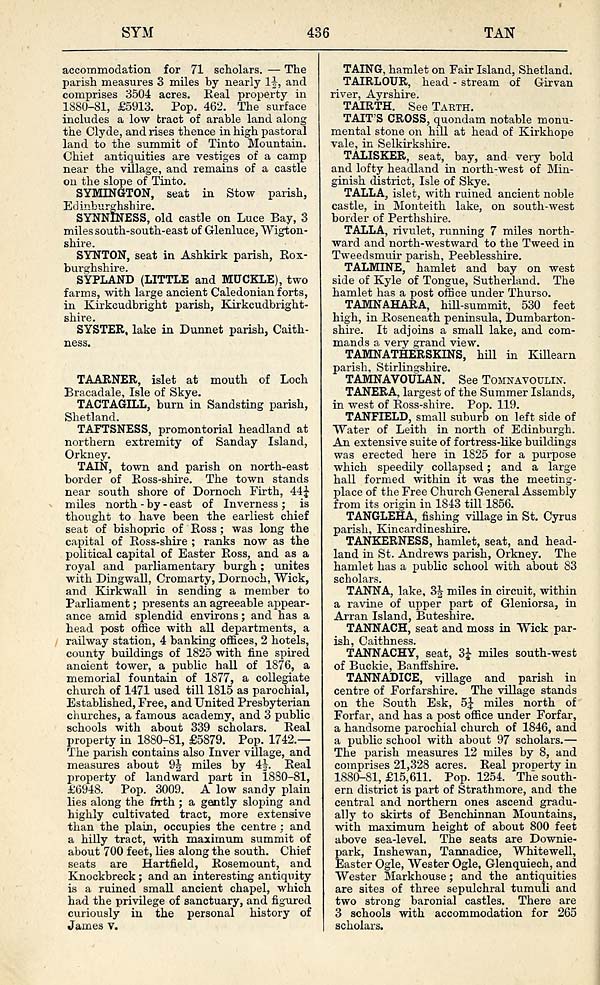 SYM 436 TAN
accommodation for 71 scholars. — The
parish measures 3 miles by nearly 1½, and
comprises 3504 acres. Real property in
1880–81, £5913. Pop. 462. The surface
includes a low tract of arable land along
the Clyde, and rises thence in high pastoral
land to the summit of Tinto Mountain.
Chief antiquities are vestiges of a camp
near the village, and remains of a castle
on the slope of Tinto.
SYMINGTON, seat in Stow parish,
Edinburghshire.
SYNNINESS, old castle on Luce Bay, 3
miles south-south-east of Glenluce, Wigton-
shire.
SYNTON, seat in Ashkirk parish, Rox-
burghshire.
SYPLAND (LITTLE and MUCKLE), two
farms, with large ancient Caledonian forts,
in Kirkcudbright parish, Kirkcudbright-
shire.
SYSTER, lake in Dunnet parish, Caith-
ness.
TAARNER, islet at mouth of Loch
Bracadale, Isle of Skye.
TACTAGILL, burn in Sandsting parish,
Shetland.
TAFTSNESS, promontorial headland at
northern extremity of Sanday Island,
Orkney.
TAIN, town and parish on north-east
border of Ross-shire. The town stands
near south shore of Dornoch Firth, 44¼
miles north-by-east of Inverness; is
thought to have been the earliest chief
seat of bishopric of Ross; was long the
capital of Ross-shire; ranks now as the
political capital of Easter Ross, and as a
royal and parliamentary burgh; unites
with Dingwall, Cromarty, Dornoch, Wick,
and Kirkwall in sending a member to
Parliament; presents an agreeable appear-
ance amid splendid environs; and has a
head post office with all departments, a
railway station, 4 banking offices, 2 hotels,
county buildings of 1825 with fine spired
ancient tower, a public hall of 1876, a
memorial fountain of 1877, a collegiate
church of 1471 used till 1815 as parochial,
Established, Free, and United Presbyterian
churches, a famous academy, and 3 public
schools with about 339 scholars. Real
property in 1880–81, £5879. Pop. 1742.—
The parish contains also Inver village, and
measures about 9½ miles by 4½. Real
property of landward part in 1880–81,
£6948. Pop. 3009. A low sandy plain
lies along the firth; a gently sloping and
highly cultivated tract, more extensive
than the plain, occupies the centre; and
a hilly tract, with maximum summit of
about 700 feet, lies along the south. Chief
seats are Hartfield, Rosemount, and
Knockbreck; and an interesting antiquity
is a ruined small ancient chapel, which
had the privilege of sanctuary, and figured
curiously in the personal history of
James V.
TAING, hamlet on Fair Island, Shetland.
TAIRLOUR, head-stream of Girvan
river, Ayrshire.
TAIRTH. See TARTH.
TAIT'S CROSS, quondam notable monu-
mental stone on hill at head of Kirkhope
vale, in Selkirkshire.
TALISKER, seat, bay, and very bold
and lofty headland in north-west of Min-
ginish district, Isle of Skye.
TALLA, islet, with ruined ancient noble
castle, in Monteith lake, on south-west
border of Perthshire.
TALLA, rivulet, running 7 miles north-
ward and north-westward to the Tweed in
Tweedsmuir parish, Peeblesshire.
TALMINE, hamlet and bay on west
side of Kyle of Tongue, Sutherland. The
hamlet has a post office under Thurso.
TAMNAHARA, hill-summit, 530 feet
high, in Roseneath peninsula, Dumbarton-
shire. It adjoins a small lake, and com-
mands a very grand view.
TAMNATHERSKINS, hill in Killearn
parish, Stirlingshire.
TAMNAVOULAN. See TOMNAVOULIN.
TANERA, largest of the Summer Islands,
in west of Ross-shire. Pop. 119.
TANFIELD, small suburb on left side of
Water of Leith in north of Edinburgh.
An extensive suite of fortress-like buildings
was erected here in 1825 for a purpose
which speedily collapsed; and a large
hall formed within it was the meeting-
place of the Free Church General Assembly
from its origin in 1843 till 1856.
TANGLEHA, fishing village in St. Cyrus
parish, Kincardineshire.
TANKERNESS, hamlet, seat, and head-
land in St. Andrews parish, Orkney. The
hamlet has a public school with about 83
scholars.
TANNA, lake, 3½ miles in circuit, within
a ravine of upper part of Gleniorsa, in
Arran Island, Buteshire.
TANNACH, seat and moss in Wick par-
ish, Caithness.
TANNACHY, seat, 3¼ miles south-west
of Buckie, Banffshire.
TANNADICE, village and parish in
centre of Forfarshire. The village stands
on the South Esk, 5¼ miles north of
Forfar, and has a post office under Forfar,
a handsome parochial church of 1846, and
a public school with about 97 scholars.—
The parish measures 12 miles by 8, and
comprises 21,328 acres. Real property in
1880–81, £15,611. Pop. 1254. The south-
ern district is part of Strathmore, and the
central and northern ones ascend gradu-
ally to skirts of Benchinnan Mountains,
with maximum height of about 800 feet
above sea-level. The seats are Downie-
park, Inshewan, Tannadice, Whitewell,
Easter Ogle, Wester Ogle, Glenquiech, and
Wester Markhouse; and the antiquities
are sites of three sepulchral tumuli and
two strong baronial castles. There are
3 schools with accommodation for 265
scholars.